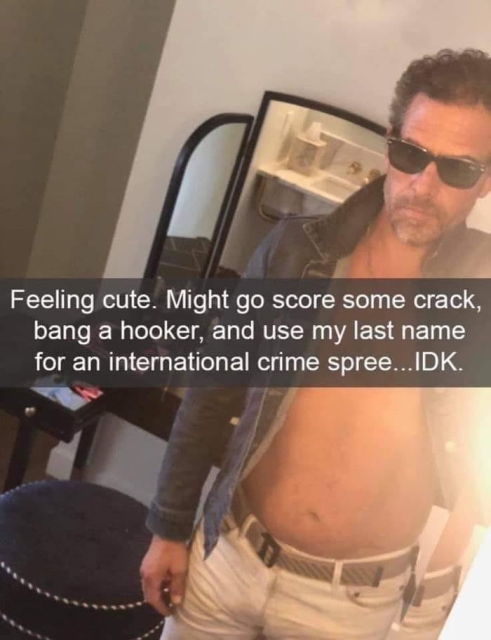 Feeling cute. Might go score some crack,
bang a hooker, and use my last name
for an international crime spree...IDK.